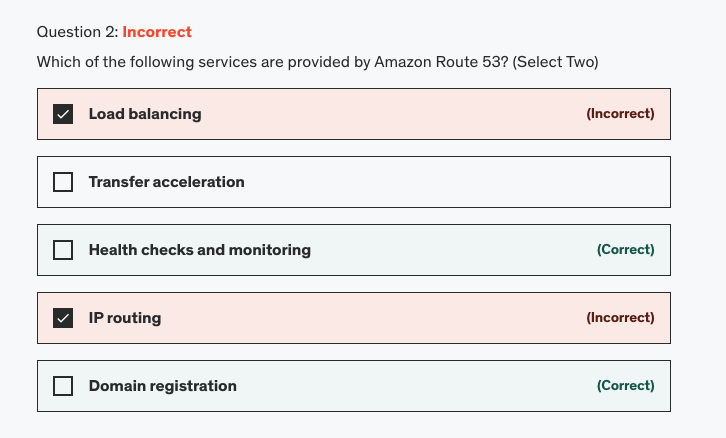 Question 2: Incorrect
Which of the following services are provided by Amazon Route 53? (Select Two)
Load balancing (Incorrect)
Transfer acceleration
Health checks and monitoring (Correct)
IP routing (Incorrect)
Domain registration (Correct)